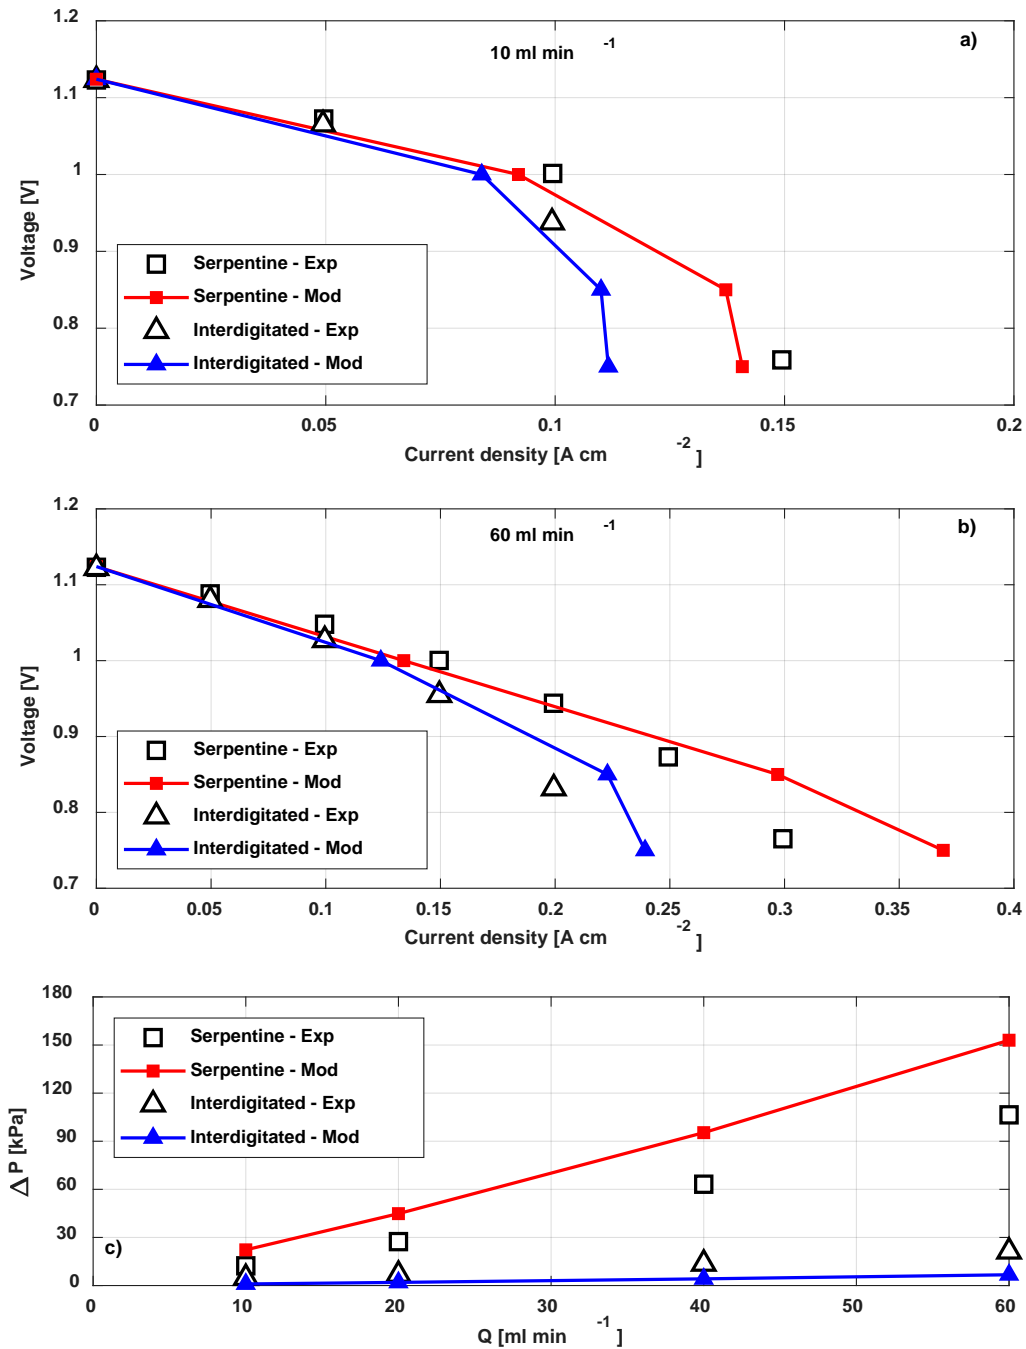 1.2
10 ml min -1
a)
1.1
1
0.9
0.8
0.7
Voltage [V]
Serpentine - Exp
Serpentine - Mod
Interdigitated - Exp
Interdigitated - Mod
0 0.05 0.1 0.15 0.2
Current density [A cm -2 ]
1.2
60 ml min -1
b)
1.1
1
0.9
0.8
0.7
Voltage [V]
Serpentine - Exp
Serpentine - Mod
Interdigitated - Exp
Interdigitated - Mod
0 0.05 0.1 0.15 0.2 0.25 0.3 0.35 0.4
Current density [A cm -2 ]
180
150
120
90
60
30
0
Δ P [kPa]
Serpentine - Exp
Serpentine - Mod
Interdigitated - Exp
Interdigitated - Mod
c)
0 10 20 30 40 50 60
Q [ml min -1 ]